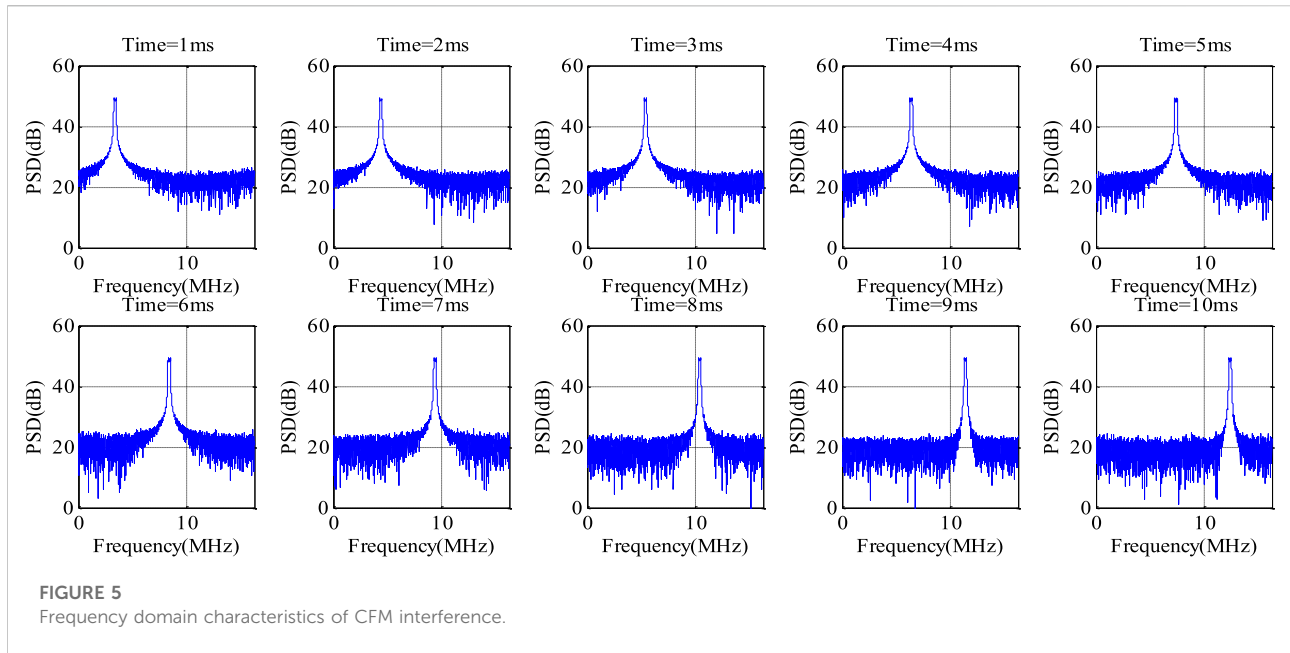 Time=1ms Time=2ms Time=3ms Time=4ms Time=5ms
60 60 60 60 60
PSD(dB) PSD(dB) PSD(dB) PSD(dB) PSD(dB)
40 40 40 40 40
20 20 20 20 20
0 0 0 0 0
0 10 0 10 0 10 0 10 0 10
Frequency(MHz) Frequency(MHz) Frequency(MHz) Frequency(MHz) Frequency(MHz)
Time=6ms Time=7ms Time=8ms Time=9ms Time=10ms
60 60 60 60 60
PSD(dB) PSD(dB) PSD(dB) PSD(dB) PSD(dB)
40 40 40 40 40
20 20 20 20 20
0 0 0 0 0
0 10 0 10 0 10 0 10 0 10
Frequency(MHz) Frequency(MHz) Frequency(MHz) Frequency(MHz) Frequency(MHz)
FIGURE 5
Frequency domain characteristics of CFM interference.